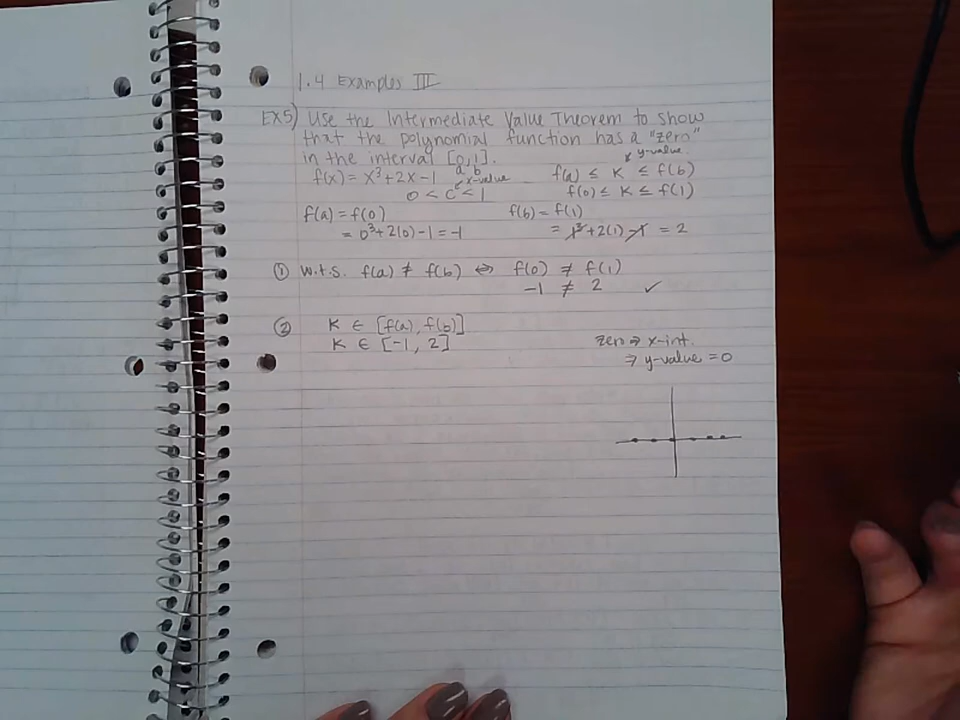 1.4 Examples III
EX5) Use the Intermediate Value Theorem to show
that the polynomial function has a "zero"
in the interval [0,1].
a b
y-value
f(x) = x³+2x-1
x-value
f(a) ≤ K ≤ f(b)
0 < c < 1
f(0) ≤ K ≤ f(1)
f(a) = f(0)
f(b) = f(1)
= 0³+2(0)-1 = -1
= 1³+2(1)-1 = 2
① W.T.S. f(a) ≠ f(b) ⇔ f(0) ≠ f(1)
-1 ≠ 2 ✓
② K ∈ [f(a), f(b)]
K ∈ [-1, 2]
zero ⇒ x-int.
⇒ y-value = 0